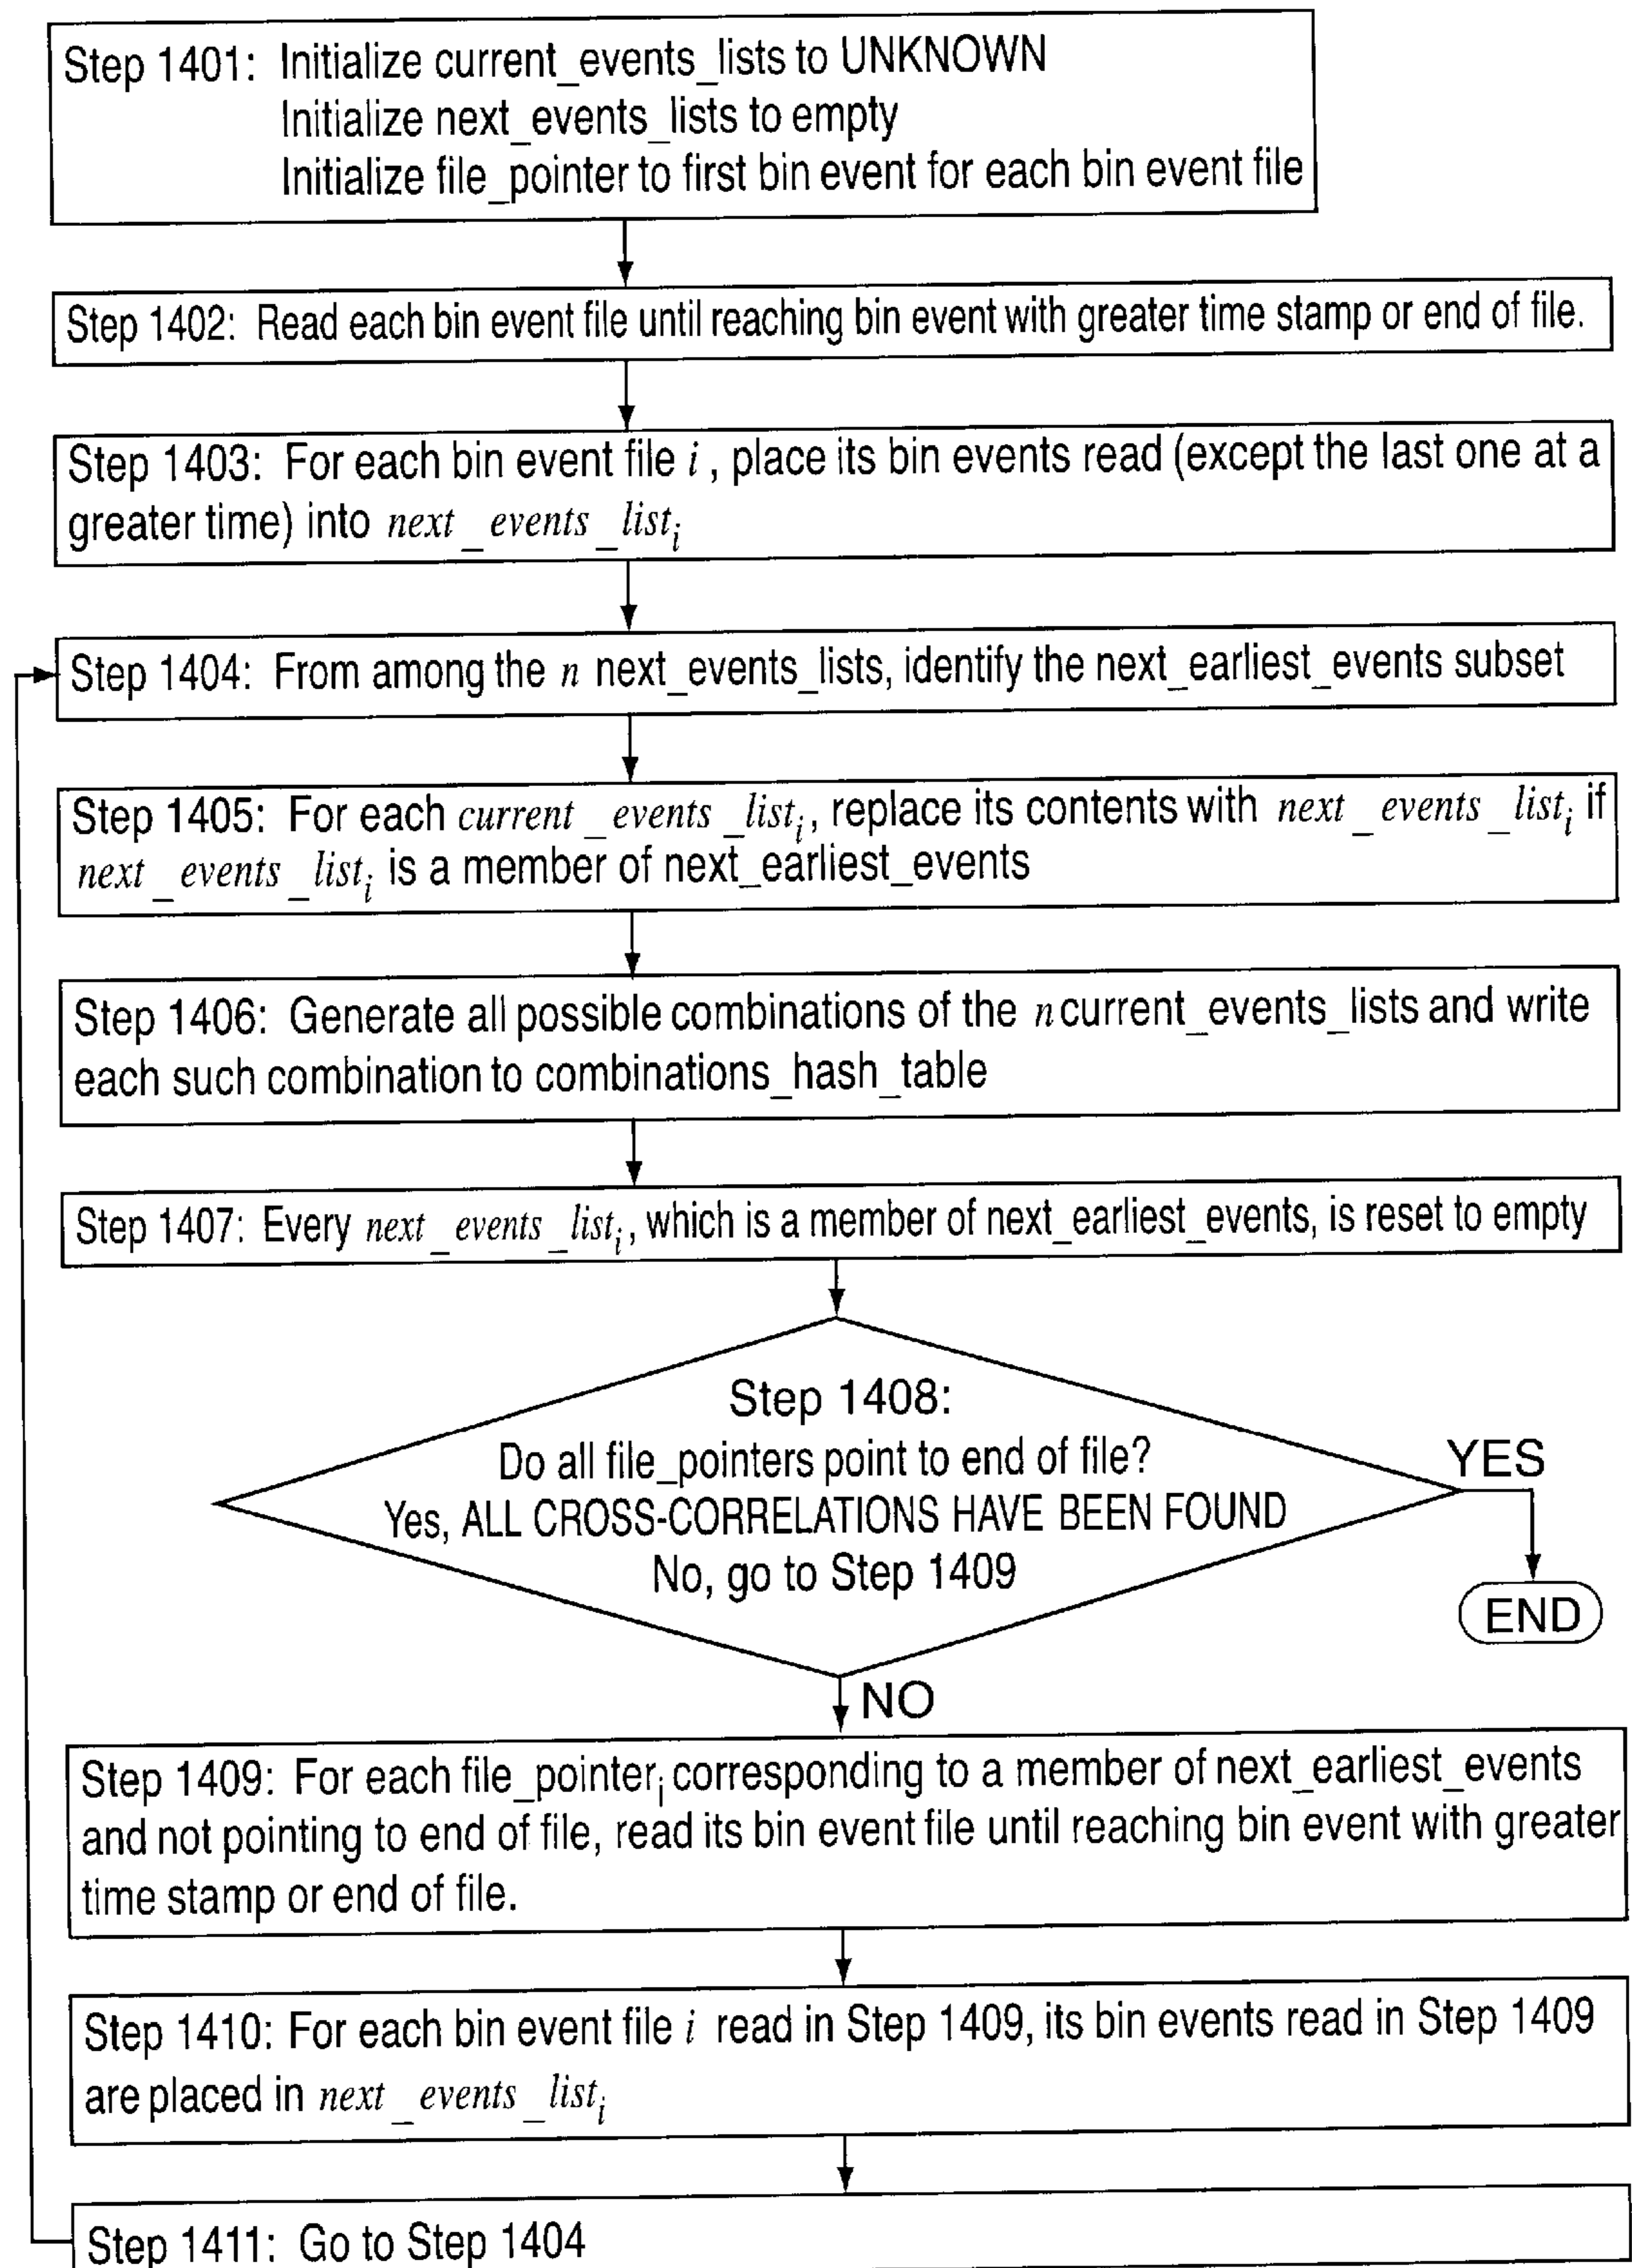 Step 1401: Initialize current_events_lists to UNKNOWN
Initialize next_events_lists to empty
Initialize file_pointer to first bin event for each bin event file
Step 1402: Read each bin event file until reaching bin event with greater time stamp or end of file.
Step 1403: For each bin event file i, place its bin events read (except the last one at a
greater time) into next_events_list_i
Step 1404: From among the n next_events_lists, identify the next_earliest_events subset
Step 1405: For each current_events_list_i, replace its contents with next_events_list_i if
next_events_list_i is a member of next_earliest_events
Step 1406: Generate all possible combinations of the n current_events_lists and write
each such combination to combinations_hash_table
Step 1407: Every next_events_list_i, which is a member of next_earliest_events, is reset to empty
Step 1408:
Do all file_pointers point to end of file?
YES
Yes, ALL CROSS-CORRELATIONS HAVE BEEN FOUND
No, go to Step 1409
END
NO
Step 1409: For each file_pointer_i corresponding to a member of next_earliest_events
and not pointing to end of file, read its bin event file until reaching bin event with greater
time stamp or end of file.
Step 1410: For each bin event file i read in Step 1409, its bin events read in Step 1409
are placed in next_events_list_i
Step 1411: Go to Step 1404